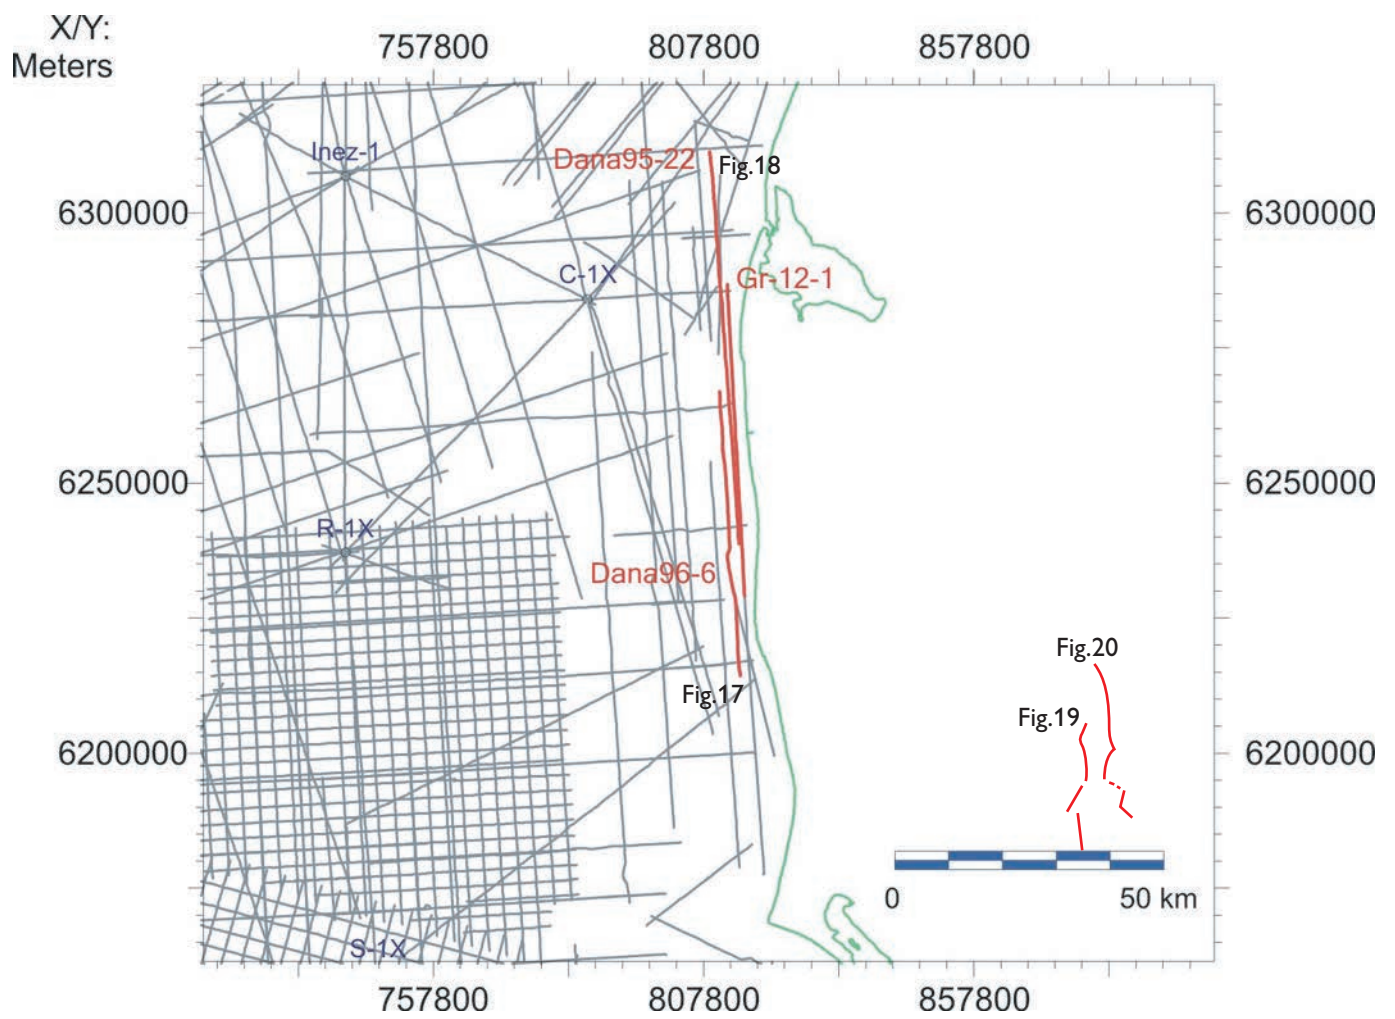 X/Y:
Meters
757800 807800 857800
Inez-1
Dana95-22
Fig.18
6300000 6300000
C-1X
Gr-12-1
6250000 6250000
R-1X
Dana96-6
Fig.20
Fig.17
Fig.19
6200000 6200000
0 50 km
S-1X
757800 807800 857800